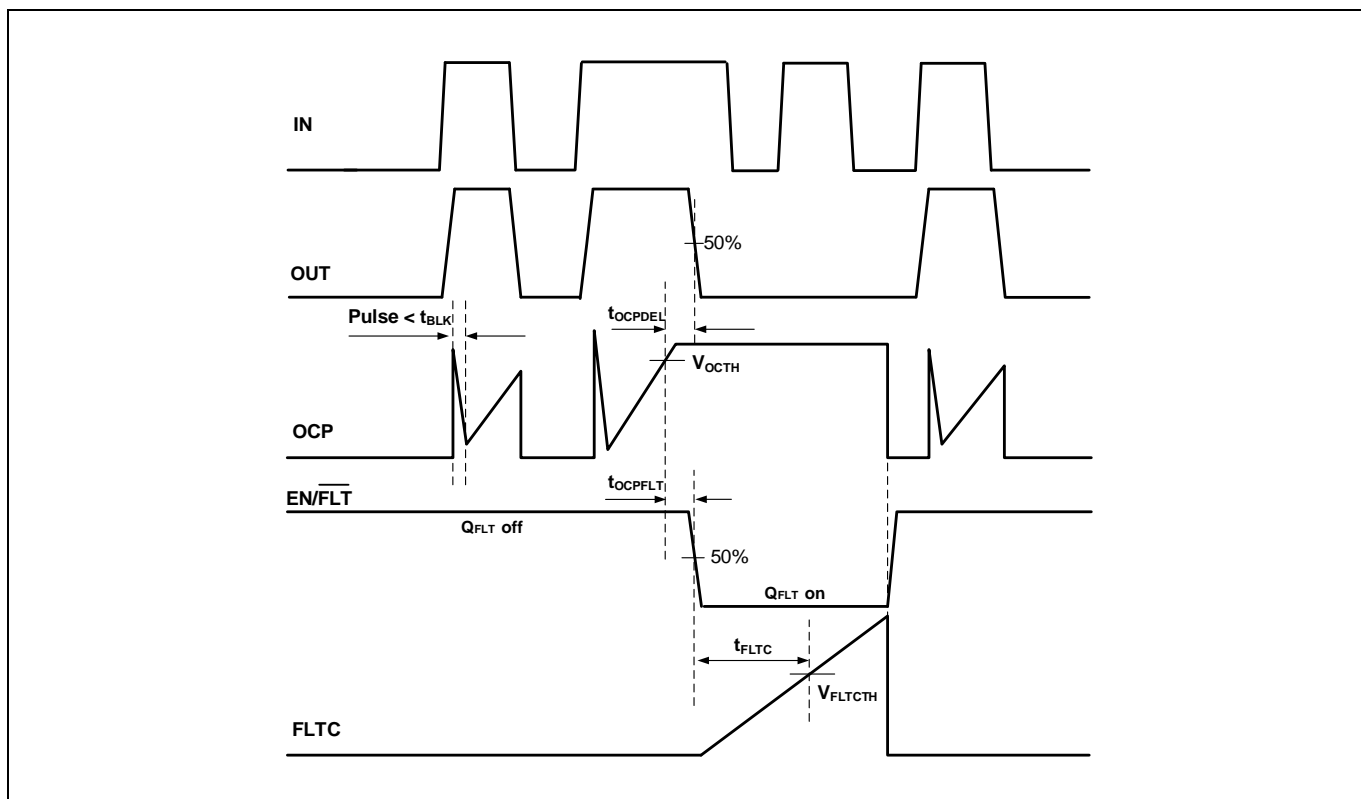 IN
50%
OUT
Pulse < tBLK
tOCPDEL
VOCTH
OCP
tOCPFLT
EN/FLT
QFLT off
50%
QFLT on
tFLTC
VFLTCTH
FLTC